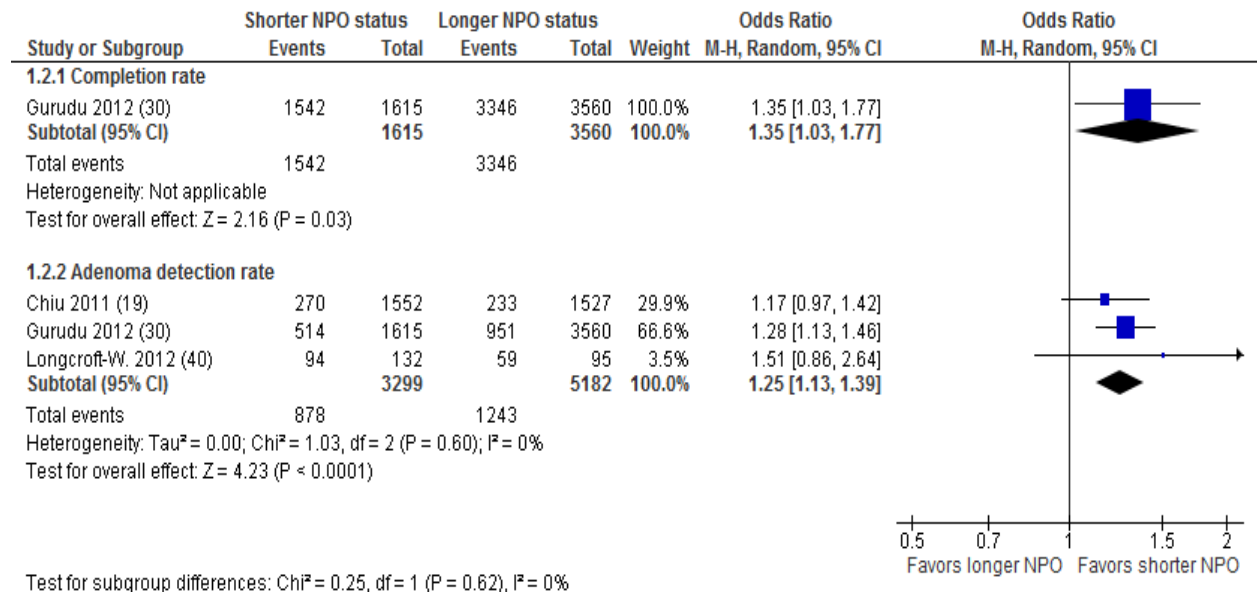 Shorter NPO status Longer NPO status Odds Ratio Odds Ratio
Study or Subgroup Events Total Events Total Weight M-H, Random, 95% CI M-H, Random, 95% CI
1.2.1 Completion rate
Gurudu 2012 (30) 1542 1615 3346 3560 100.0% 1.35 [1.03, 1.77]
Subtotal (95% CI) 1615 3560 100.0% 1.35 [1.03, 1.77]
Total events 1542 3346
Heterogeneity: Not applicable
Test for overall effect: Z = 2.16 (P = 0.03)
1.2.2 Adenoma detection rate
Chiu 2011 (19) 270 1552 233 1527 29.9% 1.17 [0.97, 1.42]
Gurudu 2012 (30) 514 1615 951 3560 66.6% 1.28 [1.13, 1.46]
Longcroft-W. 2012 (40) 94 132 59 95 3.5% 1.51 [0.86, 2.64]
Subtotal (95% CI) 3299 5182 100.0% 1.25 [1.13, 1.39]
Total events 878 1243
Heterogeneity: Tau² = 0.00; Chi² = 1.03, df = 2 (P = 0.60); I² = 0%
Test for overall effect: Z = 4.23 (P < 0.0001)
0.5 0.7 1 1.5 2
Favors longer NPO Favors shorter NPO
Test for subgroup differences: Chi² = 0.25, df = 1 (P = 0.62), I² = 0%